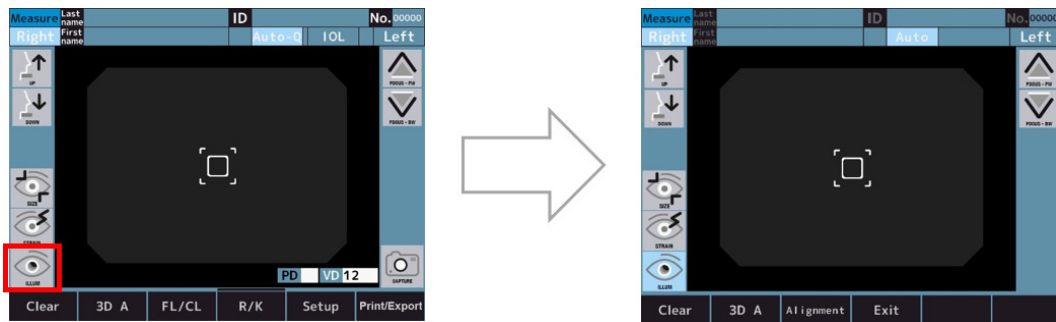 Measure Last name ID No. 00000
Right First name Auto-Q IOL Left
UP
FOCUS - FW
DOWN
FOCUS - BW
SIZE
STRAIN
ILLUMI
CAPTURE
PD VD 12
Clear 3D A FL/CL R/K Setup Print/Export
Measure Last name ID No. 00000
Right First name Auto Left
UP
FOCUS - FW
DOWN
FOCUS - BW
SIZE
STRAIN
ILLUMI
Clear 3D A Alignment Exit